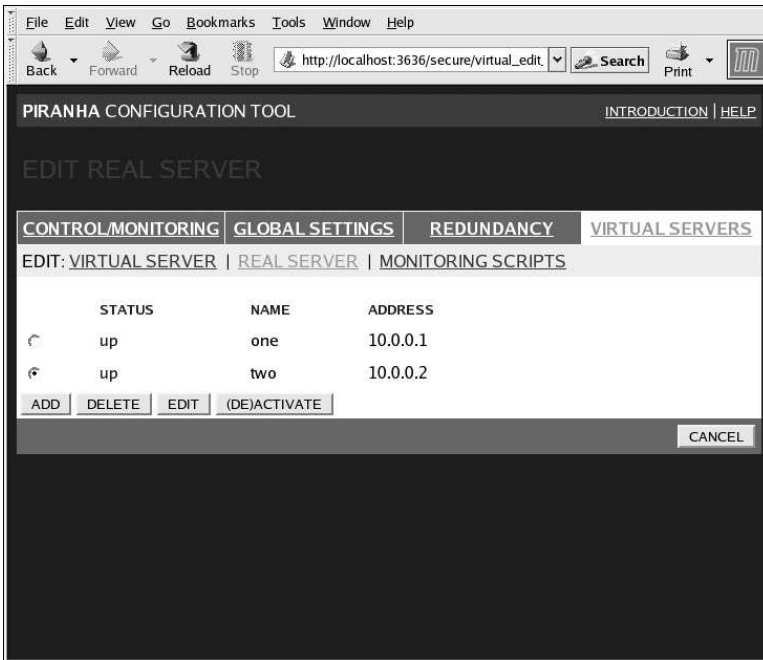 File Edit View Go Bookmarks Tools Window Help
Back Forward Reload Stop http://localhost:3636/secure/virtual_edit_ Search Print
PIRANHA CONFIGURATION TOOL INTRODUCTION | HELP
EDIT REAL SERVER
CONTROL/MONITORING GLOBAL SETTINGS REDUNDANCY VIRTUAL SERVERS
EDIT: VIRTUAL SERVER | REAL SERVER | MONITORING SCRIPTS
STATUS NAME ADDRESS
up one 10.0.0.1
up two 10.0.0.2
ADD DELETE EDIT (DE)ACTIVATE
CANCEL